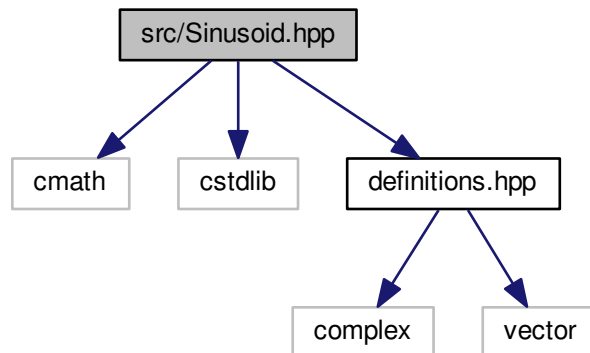 src/Sinusoid.hpp
cmath
cstdlib
definitions.hpp
complex
vector